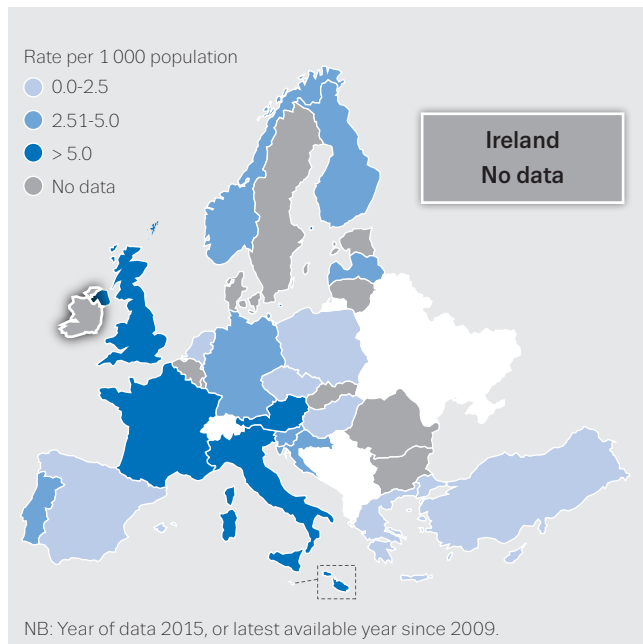 Rate per 1 000 population
0.0-2.5
2.51-5.0
> 5.0
No data
Ireland
No data
NB: Year of data 2015, or latest available year since 2009.